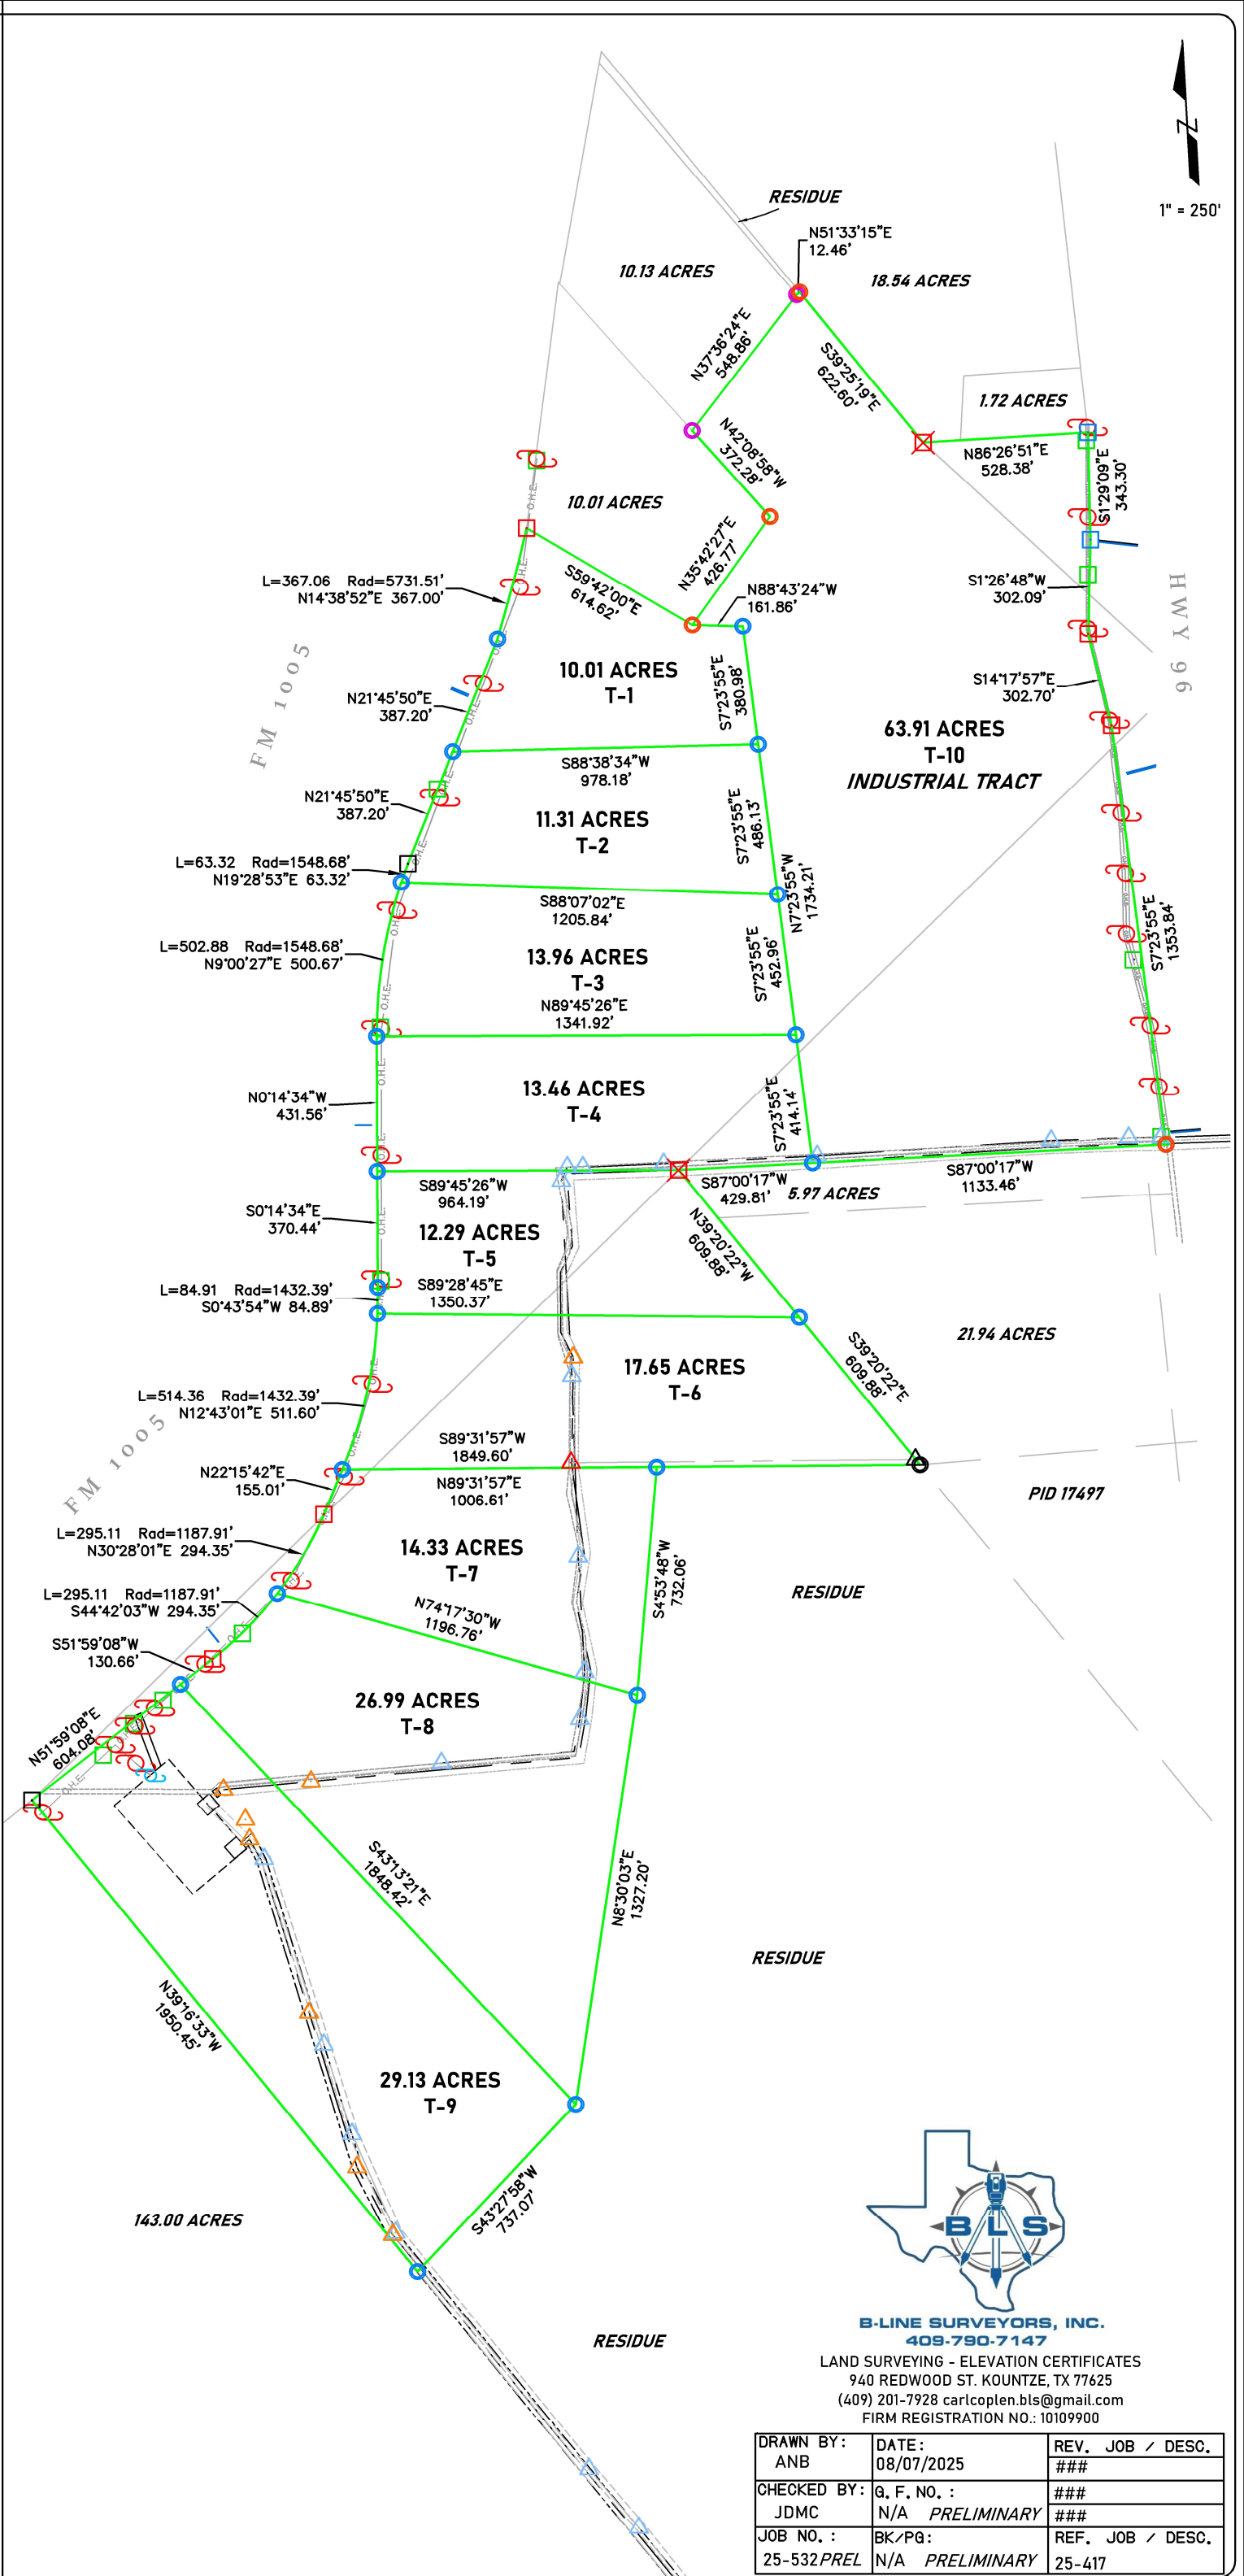 N
1" = 250'
RESIDUE
N51°33'15"E
12.46'
10.13 ACRES
18.54 ACRES
N37°36'24"E
548.86'
S39°25'19"E
622.60'
1.72 ACRES
N42°08'58"W
372.28'
N86°26'51"E
528.38'
S1°29'09"E
343.30'
10.01 ACRES
O.H.E.
N35°42'27"E
426.77'
L=367.06 Rad=5731.51'
N14°38'52"E 367.00'
S59°42'00"E
614.62'
N88°43'24"W
161.86'
S1°26'48"W
302.09'
HWY 96
FM 1005
10.01 ACRES
T-1
S7°23'55"E
380.98'
S14°17'57"E
302.70'
N21°45'50"E
387.20'
63.91 ACRES
T-10
INDUSTRIAL TRACT
S88°38'34"W
978.18'
N21°45'50"E
387.20'
11.31 ACRES
T-2
S7°23'55"E
486.13'
L=63.32 Rad=1548.68'
N19°28'53"E 63.32'
N7°23'55"W
1734.21'
S88°07'02"E
1205.84'
S7°23'55"E
1353.84'
L=502.88 Rad=1548.68'
N9°00'27"E 500.67'
13.96 ACRES
T-3
S7°23'55"E
452.96'
N89°45'26"E
1341.92'
13.46 ACRES
T-4
N0°14'34"W
431.56'
S7°23'55"E
414.14'
S89°45'26"W
964.19'
S87°00'17"W
429.81'
5.97 ACRES
S87°00'17"W
1133.46'
S0°14'34"E
370.44'
12.29 ACRES
T-5
N39°20'22"W
609.88'
L=84.91 Rad=1432.39'
S0°43'54"W 84.89'
S89°28'45"E
1350.37'
21.94 ACRES
17.65 ACRES
T-6
S39°20'22"E
609.88'
L=514.36 Rad=1432.39'
N12°43'01"E 511.60'
FM 1005
S89°31'57"W
1849.60'
N22°15'42"E
155.01'
N89°31'57"E
1006.61'
PID 17497
L=295.11 Rad=1187.91'
N30°28'01"E 294.35'
14.33 ACRES
T-7
S4°53'48"W
732.06'
RESIDUE
L=295.11 Rad=1187.91'
S44°42'03"W 294.35'
N74°17'30"W
1196.76'
S51°59'08"W
130.66'
26.99 ACRES
T-8
N51°59'08"E
604.08'
S43°13'21"E
1848.42'
N8°30'03"E
1327.20'
RESIDUE
N39°16'33"W
1950.45'
29.13 ACRES
T-9
S43°27'58"W
737.07'
143.00 ACRES
RESIDUE
BLS
B-LINE SURVEYORS, INC.
409-790-7147
LAND SURVEYING - ELEVATION CERTIFICATES
940 REDWOOD ST. KOUNTZE, TX 77625
(409) 201-7928 carlcoplen.bls@gmail.com
FIRM REGISTRATION NO.: 10109900
DRAWN BY: DATE: REV. JOB / DESC.
ANB 08/07/2025 ###
CHECKED BY: G.F.NO.: ###
JDMC N/A PRELIMINARY ###
JOB NO.: BK/PG: REF. JOB / DESC.
25-532PREL N/A PRELIMINARY 25-417